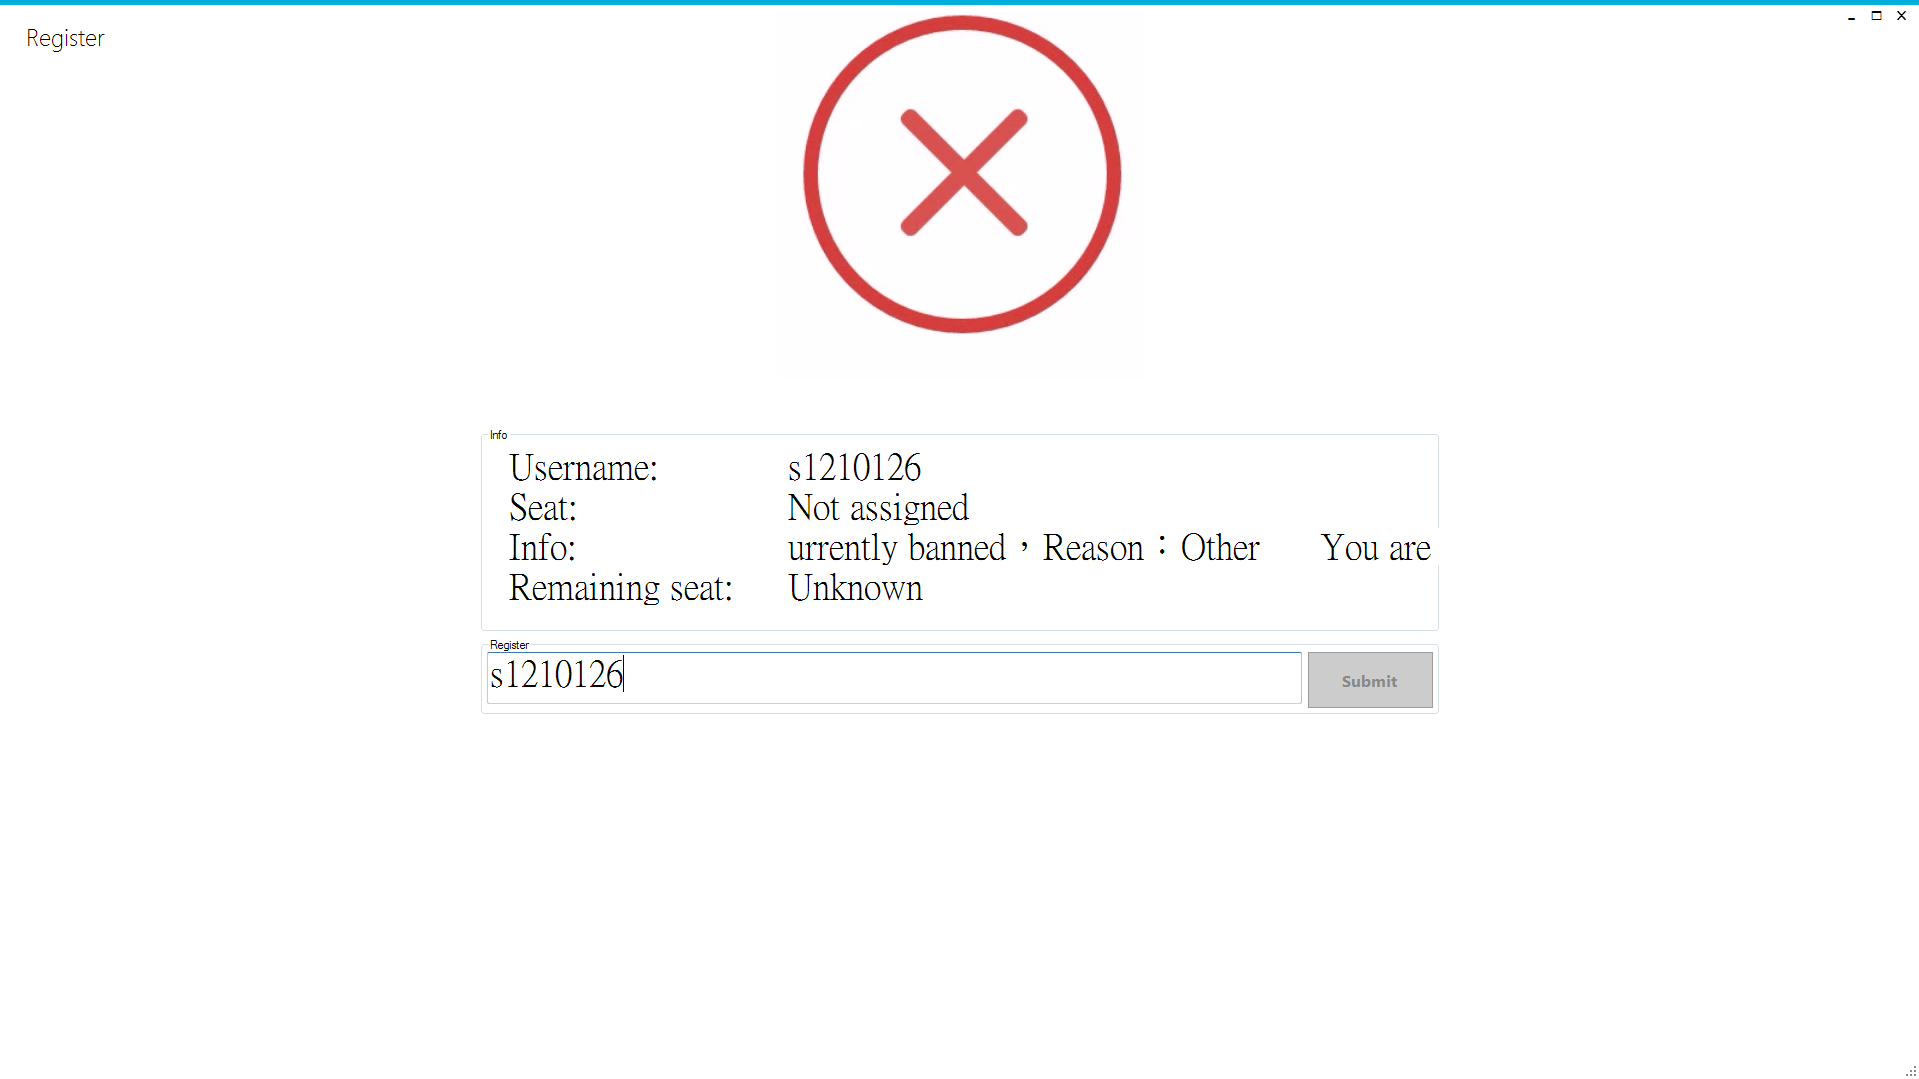 Register
Info
Username: s1210126
Seat: Not assigned
Info: urrently banned，Reason：Other You are
Remaining seat: Unknown
Register
s1210126
Submit